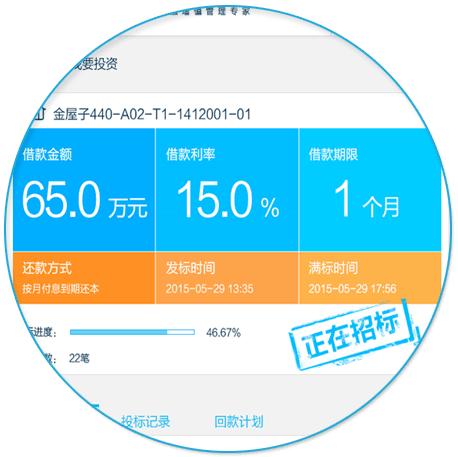 管理专家
我要投资
金屋子440-A02-T1-1412001-01
借款金额 借款利率 借款期限
65.0 万元 15.0 % 1 个月
还款方式 发标时间 满标时间
按月付息到期还本 2015-05-29 13:35 2015-05-29 17:56
进度： 46.67%
正在招标
数： 22笔
投标记录 回款计划